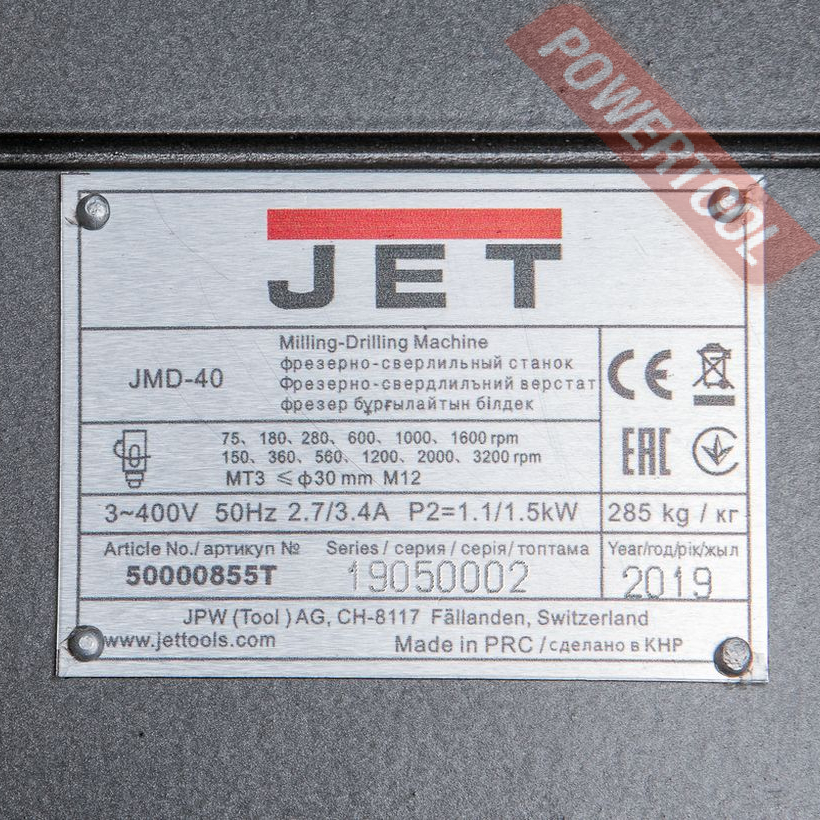 POWERTOOL
JET
JMD-40
Milling-Drilling Machine
фрезерно-сверлильный станок
Фрезерно-свердлильний верстат
фрезер бұрғылайтын білдек
CE
75、180、280、600、1000、1600 rpm
150、360、560、1200、2000、3200 rpm
MT3 ≤ ф30 mm M12
EAC
3~400V 50Hz 2.7/3.4A P2=1.1/1.5kW
285 kg / кг
Article No./ артикул №
50000855T
Series / серия / серія/ топтама
19050002
Year/год/рік/жыл
2019
JPW (Tool ) AG, CH-8117 Fällanden, Switzerland
www.jettools.com
Made in PRC /сделано в КНР